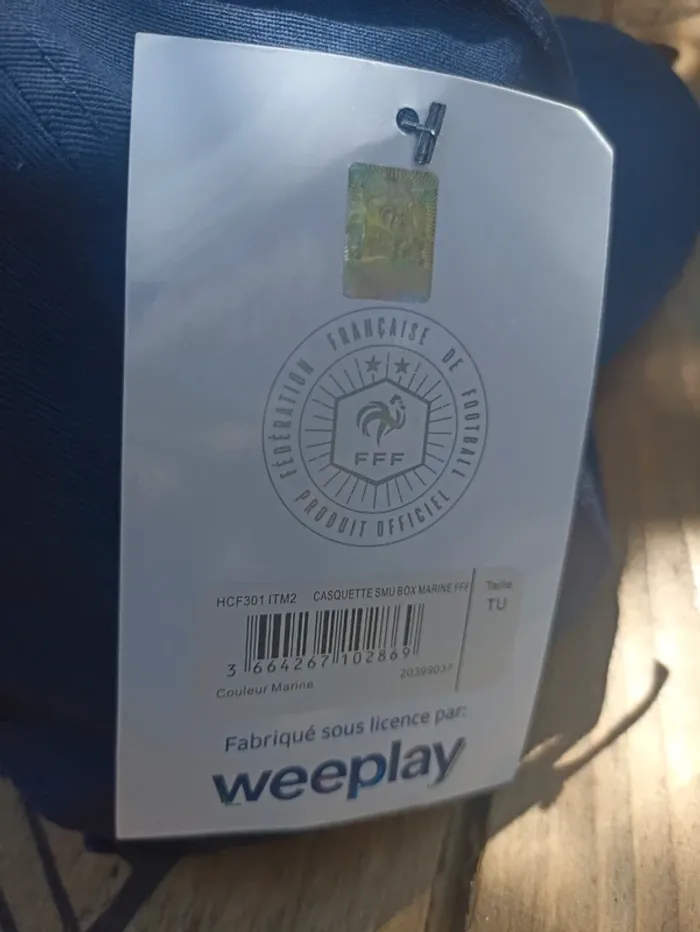 FÉDÉRATION FRANÇAISE DE FOOTBALL
FFF
PRODUIT OFFICIEL
HCF301 ITM2 CASQUETTE SMU BOX MARINE FFF
Taille
TU
3 664267 102869
20399037
Couleur Marine
Fabriqué sous licence par:
weeplay